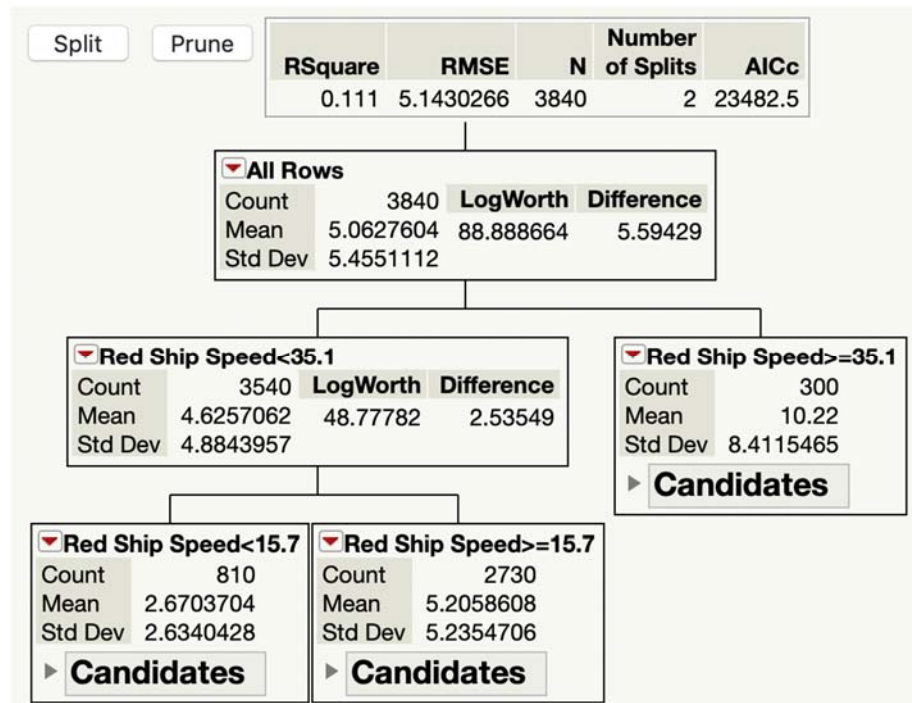 Split Prune
Number
RSquare RMSE N of Splits AICc
0.111 5.1430266 3840 2 23482.5
All Rows
Count 3840 LogWorth Difference
Mean 5.0627604 88.888664 5.59429
Std Dev 5.4551112
Red Ship Speed<35.1
Count 3540 LogWorth Difference
Mean 4.6257062 48.77782 2.53549
Std Dev 4.8843957
Red Ship Speed>=35.1
Count 300
Mean 10.22
Std Dev 8.4115465
Candidates
Red Ship Speed<15.7
Count 810
Mean 2.6703704
Std Dev 2.6340428
Candidates
Red Ship Speed>=15.7
Count 2730
Mean 5.2058608
Std Dev 5.2354706
Candidates